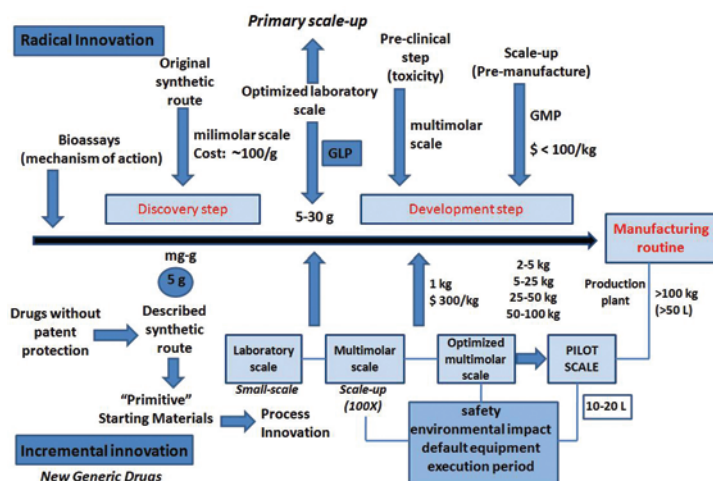 Primary scale-up
Radical Innovation
Original
synthetic
route
Optimized laboratory
scale
Pre-clinical
step
(toxicity)
Scale-up
(Pre-manufacture)
Bioassays
(mechanism of action)
milimolar scale
Cost: ~100/g
GLP
multimolar
scale
GMP
$ < 100/kg
Discovery step
5-30 g
Development step
Manufacturing
routine
mg-g
5 g
1 kg
$ 300/kg
2-5 kg
5-25 kg
25-50 kg
50-100 kg
Production
plant
>100 kg
(>50 L)
Drugs without
patent
protection
Described
synthetic
route
Laboratory
scale
Small-scale
Multimolar
scale
Scale-up
(100X)
Optimized
multimolar
scale
PILOT
SCALE
10-20 L
"Primitive"
Starting Materials
Process
Innovation
safety
environmental impact
default equipment
execution period
Incremental innovation
New Generic Drugs